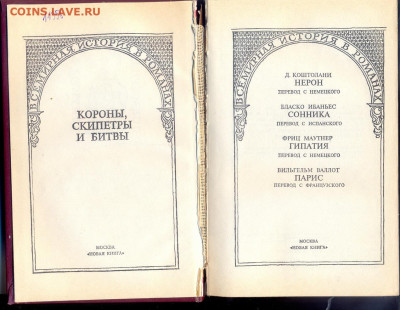 COINS.LAVE.RU
ВСЕМИРНАЯ ИСТОРИЯ В РОМАНАХ
КОРОНЫ,
СКИПЕТРЫ
И БИТВЫ
МОСКВА
«НОВАЯ КНИГА»
ВСЕМИРНАЯ ИСТОРИЯ В РОМАНАХ
Д. КОШТОЛАНИ
НЕРОН
ПЕРЕВОД С НЕМЕЦКОГО
БЛАСКО ИВАНЬЕС
СОННИКА
ПЕРЕВОД С ИСПАНСКОГО
ФРИЦ МАУТНЕР
ГИПАТИЯ
ПЕРЕВОД С НЕМЕЦКОГО
ВИЛЬГЕЛЬМ ВАЛЛОТ
ПАРИС
ПЕРЕВОД С ФРАНЦУЗСКОГО
МОСКВА
«НОВАЯ КНИГА»